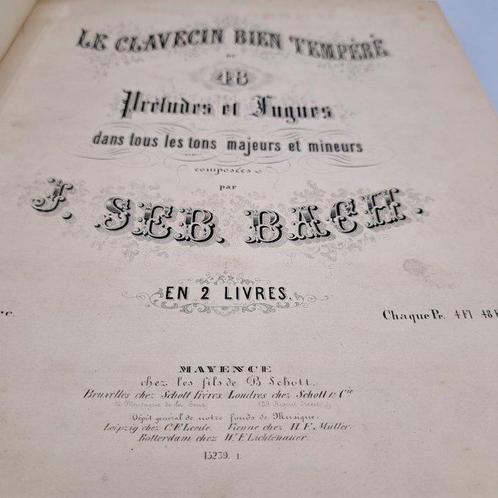 LE CLAVECIN BIEN TEMPÉRÉ
ou
48
Préludes et Fugues
dans tous les tons majeurs et mineurs
composées
par
J. SEB. BACH.
EN 2 LIVRES.
Chaque Pr. 4 Fl 48
MAYENCE
chez les fils de B. Schott.
Bruxelles chez Schott Frères. Londres chez Schott & Cie
Dépôt général de notre fonds de Musique.
Leipzig chez C. F. Leede. Vienne chez H. F. Müller.
Rotterdam chez W. F. Lichtenauer.
15239. 1.